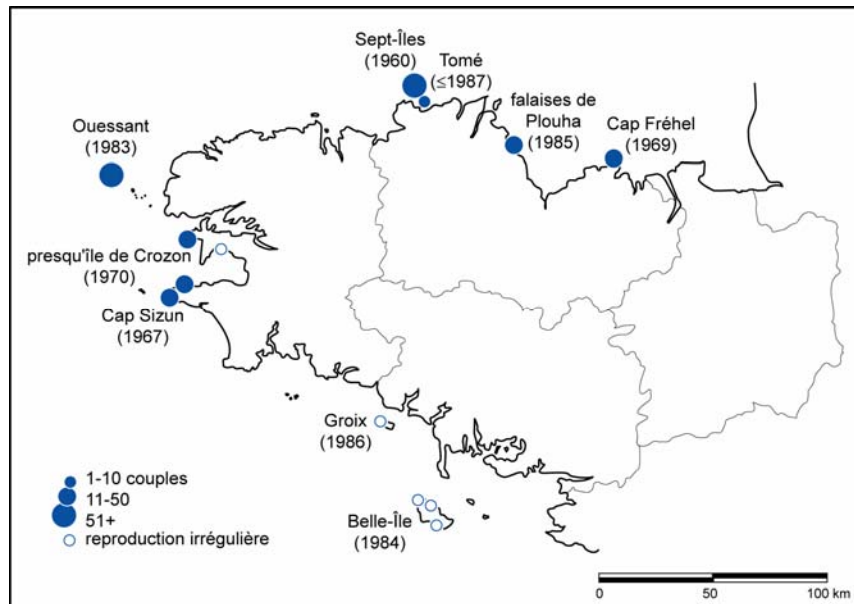 Sept-Îles
(1960)
Tomé
(≤1987)
falaises de
Plouha
(1985)
Cap Fréhel
(1969)
Ouessant
(1983)
presqu'île de Crozon
(1970)
Cap Sizun
(1967)
Groix
(1986)
Belle-Île
(1984)
1-10 couples
11-50
51+
reproduction irrégulière
0 50 100 km